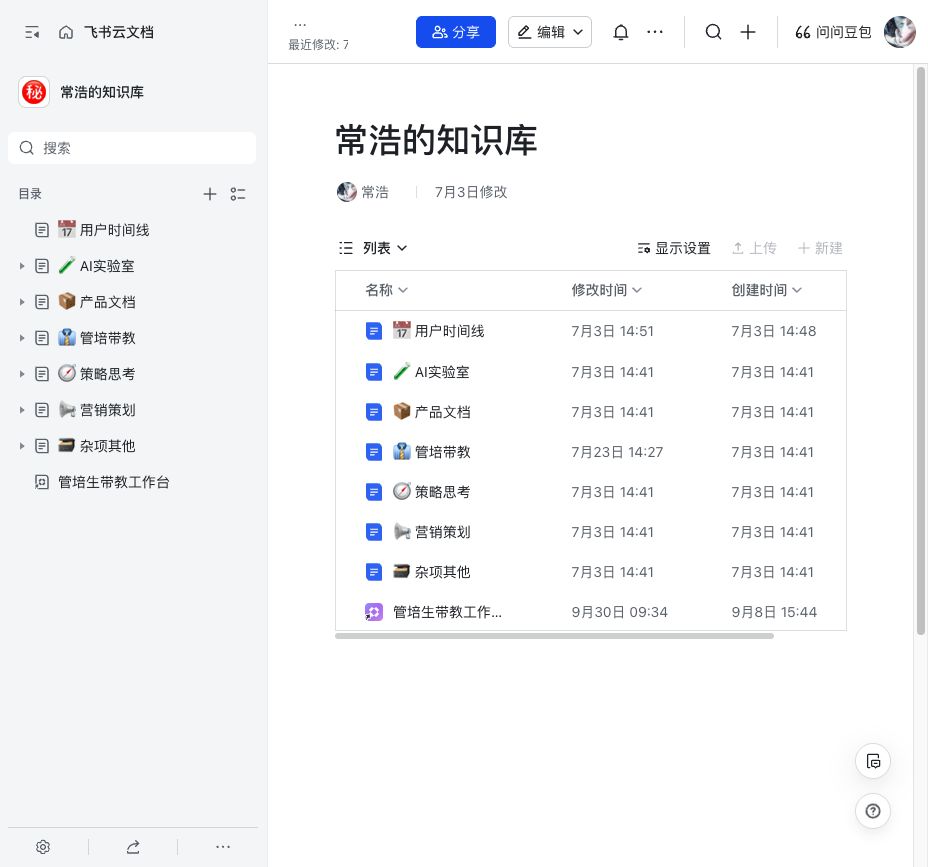 飞书云文档
...
最近修改: 7
分享
编辑
问问豆包
秘
常浩的知识库
搜索
目录
用户时间线
AI实验室
产品文档
管培带教
策略思考
营销策划
杂项其他
管培生带教工作台
常浩的知识库
常浩
7月3日修改
列表
显示设置
上传
新建
名称 修改时间 创建时间
17 用户时间线 7月3日 14:51 7月3日 14:48
AI实验室 7月3日 14:41 7月3日 14:41
产品文档 7月3日 14:41 7月3日 14:41
管培带教 7月23日 14:27 7月3日 14:41
策略思考 7月3日 14:41 7月3日 14:41
营销策划 7月3日 14:41 7月3日 14:41
杂项其他 7月3日 14:41 7月3日 14:41
管培生带教工作... 9月30日 09:34 9月8日 15:44